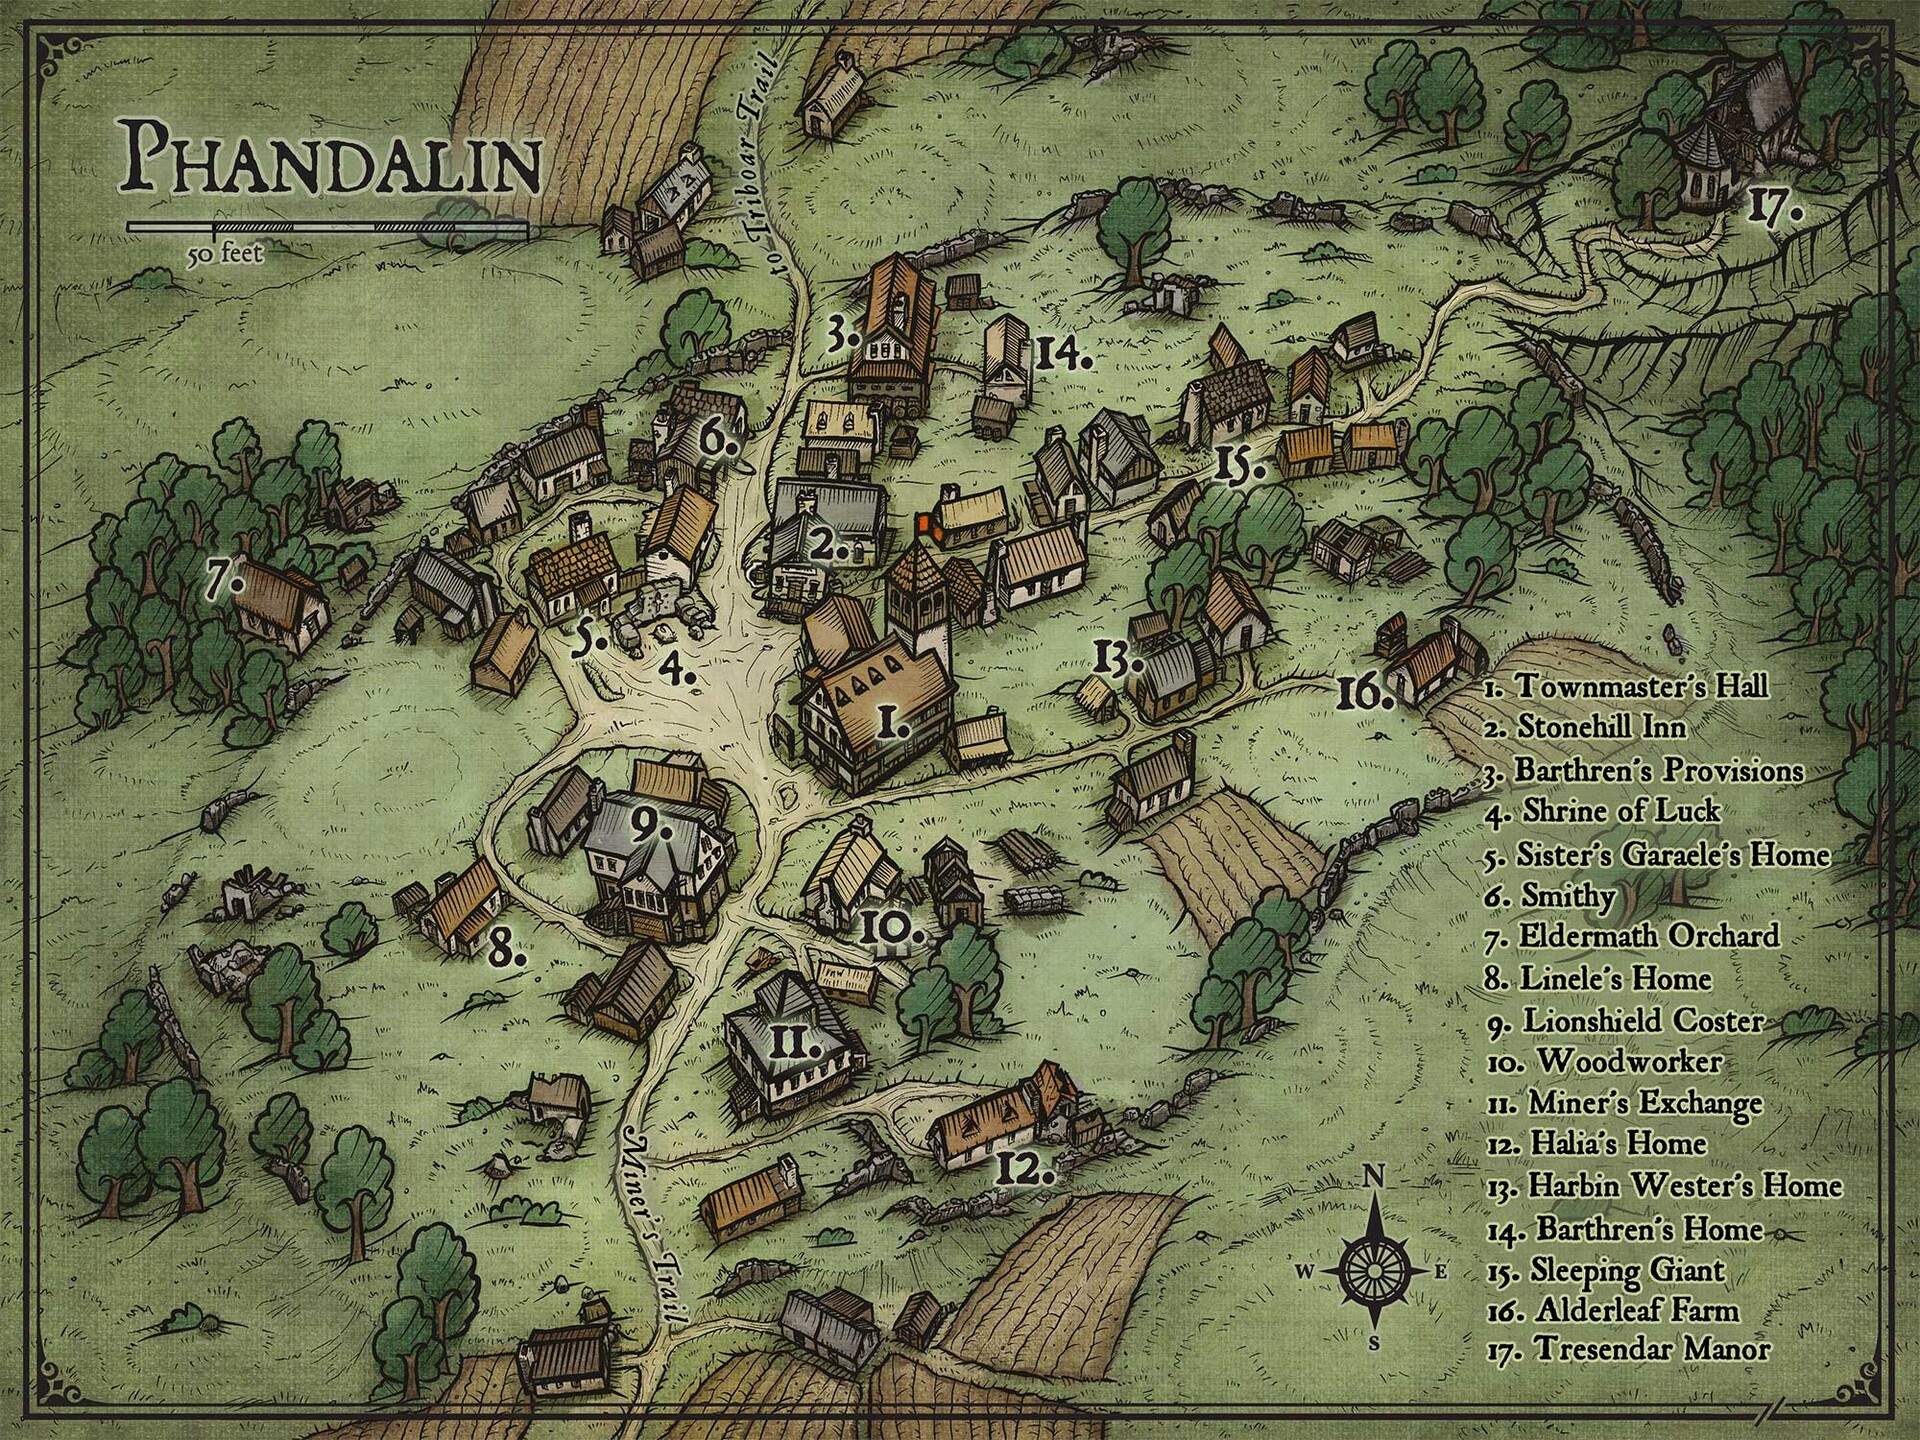 PHANDALIN
50 feet
to Triboar Trail
17.
3.
14.
6.
15.
2.
7.
5.
4.
13.
16.
1.
9.
8.
10.
11.
12.
Miner's Trail
1. Townmaster's Hall
2. Stonehill Inn
3. Barthren's Provisions
4. Shrine of Luck
5. Sister's Garaele's Home
6. Smithy
7. Eldermath Orchard
8. Linele's Home
9. Lionshield Coster
10. Woodworker
11. Miner's Exchange
12. Halia's Home
13. Harbin Wester's Home
14. Barthren's Home
15. Sleeping Giant
16. Alderleaf Farm
17. Tresendar Manor
N
W E
S